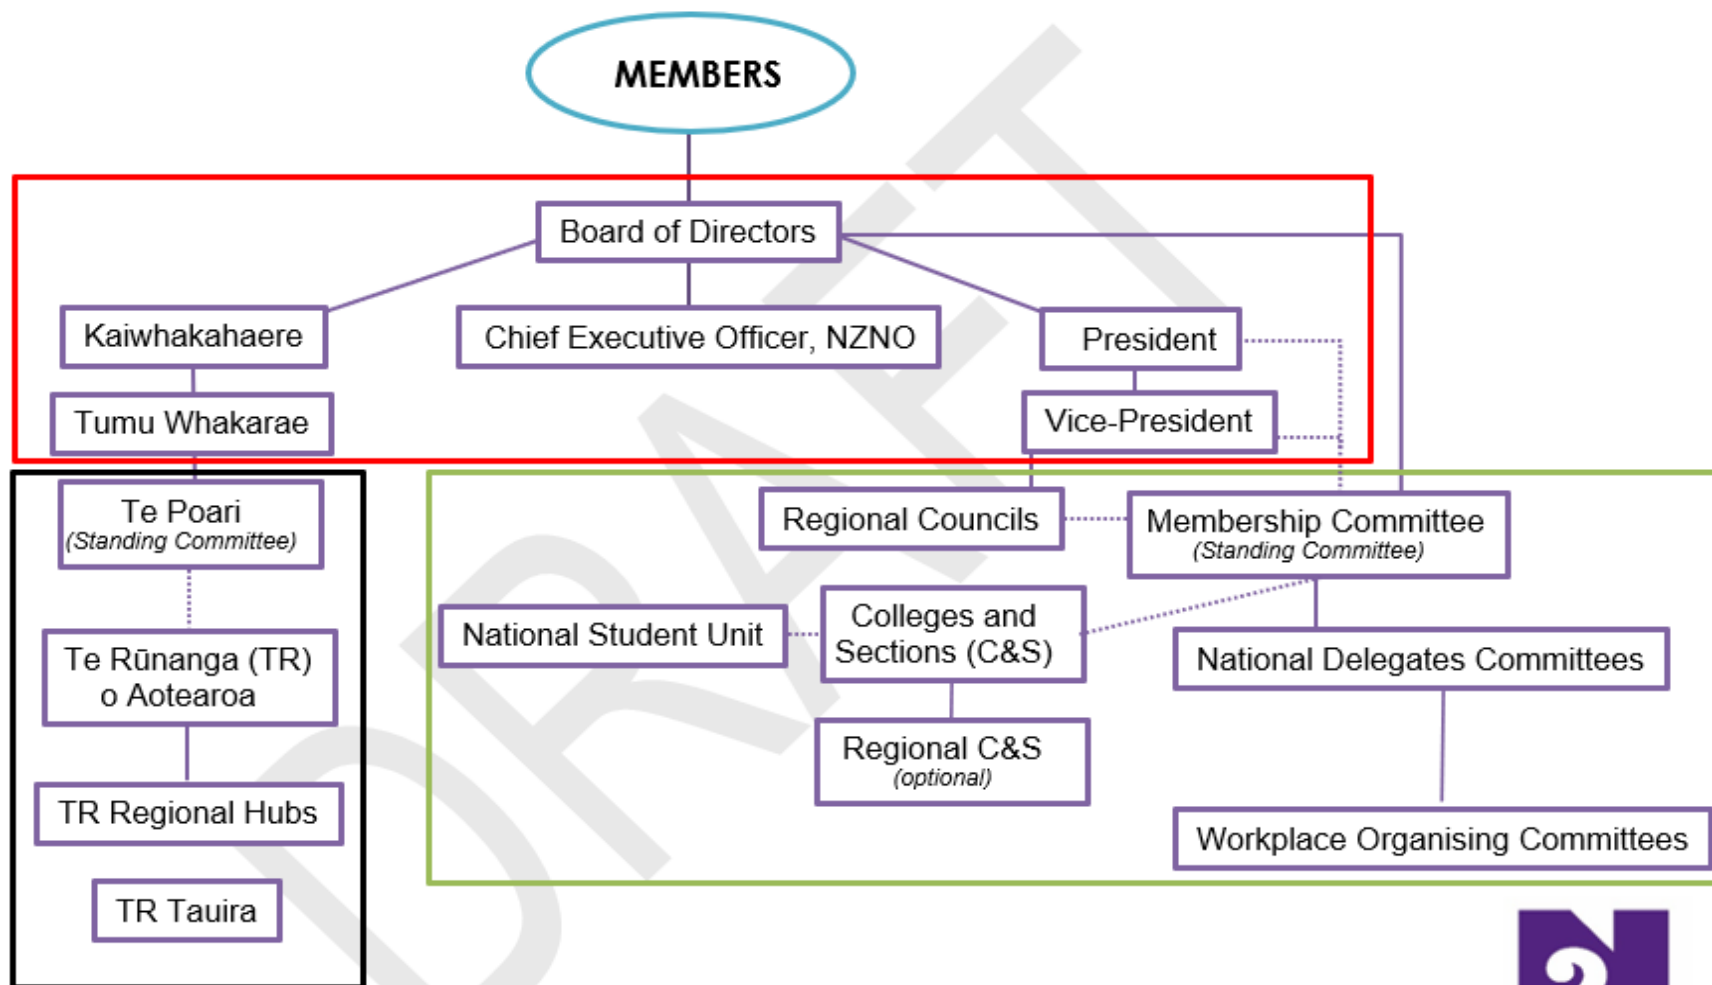 MEMBERS
Board of Directors
Kaiwhakahaere
Chief Executive Officer, NZNO
President
Tumu Whakarae
Vice-President
Te Poari
(Standing Committee)
Regional Councils
Membership Committee
(Standing Committee)
National Student Unit
Colleges and
Sections (C&S)
Te Rūnanga (TR)
o Aotearoa
National Delegates Committees
Regional C&S
(optional)
TR Regional Hubs
Workplace Organising Committees
TR Tauira
DRAFT